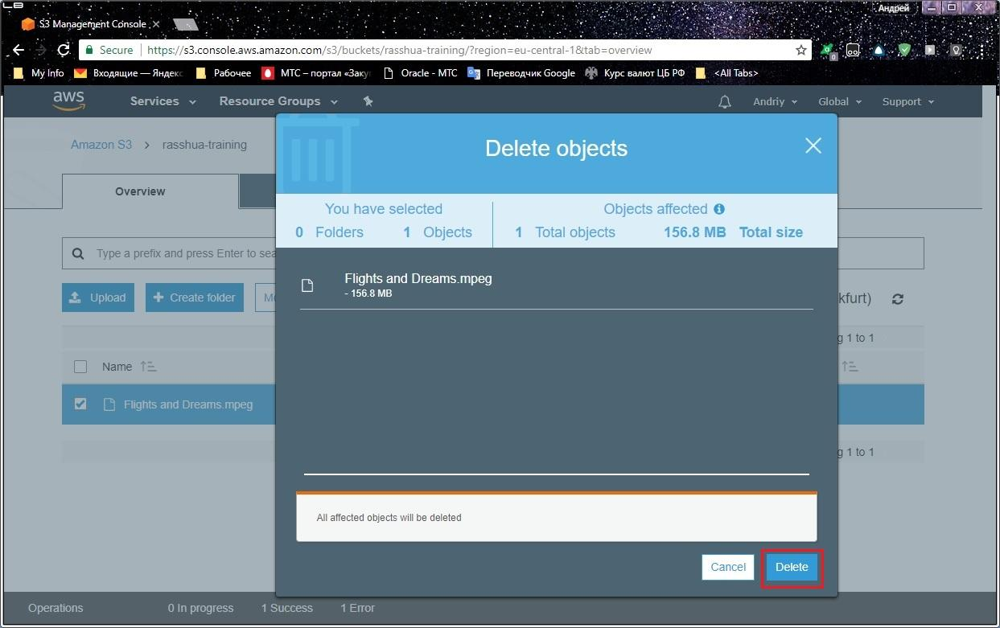 Андрей
S3 Management Console
Secure https://s3.console.aws.amazon.com/s3/buckets/rasshua-training/?region=eu-central-1&tab=overview
0
My Info Входящие — Яндекс Рабочее МТС – портал «Заку Oracle - МТС Переводчик Google Курс валют ЦБ РФ <All Tabs>
aws Services Resource Groups Andriy Global Support
Amazon S3 > rasshua-training
Delete objects
Overview
You have selected Objects affected
0 Folders 1 Objects 1 Total objects 156.8 MB Total size
Type a prefix and press Enter to sea
Flights and Dreams.mpeg
- 156.8 MB
Upload Create folder Mo kfurt)
g 1 to 1
Name
Flights and Dreams.mpeg
g 1 to 1
All affected objects will be deleted
Cancel Delete
Operations 0 In progress 1 Success 1 Error